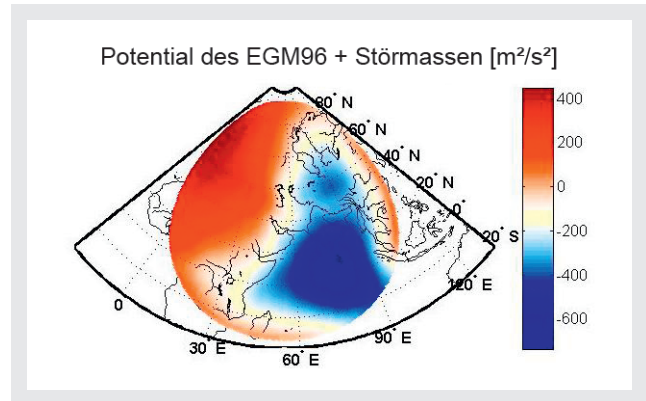 Potential des EGM96 + Störmassen [m²/s²]
80° N
60° N
40° N
20° N
0°
20° S
120° E
90° E
60° E
30° E
0
400
200
0
-200
-400
-600